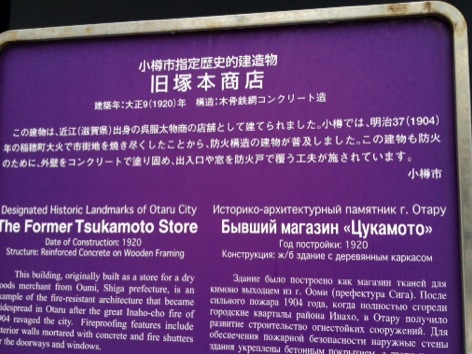 小樽市指定歴史的建造物
旧塚本商店
建築年:大正9(1920)年　構造:木骨鉄網コンクリート造
この建物は、近江(滋賀県)出身の呉服太物商の店舗として建てられました。小樽では、明治37(1904)
年の稲穂町大火で市街地を焼き尽くしたことから、防火構造の建物が普及しました。この建物も防火
のために、外壁をコンクリートで塗り固め、出入口や窓を防火戸で覆う工夫が施されています。
小樽市
Designated Historic Landmarks of Otaru City
The Former Tsukamoto Store
Date of Construction: 1920
Structure: Reinforced Concrete on Wooden Framing
This building, originally built as a store for a dry
goods merchant from Oumi, Shiga prefecture, is an
example of the fire-resistant architecture that became
widespread in Otaru after the great Inaho-cho fire of
1904 ravaged the city. Fireproofing features include
exterior walls mortared with concrete and fire shutters
for the doorways and windows.
Историко-архитектурный памятник г. Отару
Бывший магазин «Цукамото»
Год постройки: 1920
Конструкция: ж/б здание с деревянным каркасом
Здание было построено как магазин тканей для
кимоно выходцем из г. Ооми (префектура Сига). После
сильного пожара 1904 года, когда полностью сгорели
городские кварталы района Инахо, в Отару получило
развитие строительство огнестойких сооружений. Для
обеспечения пожарной безопасности наружные стены
здания укреплены бетонным покрытием, а